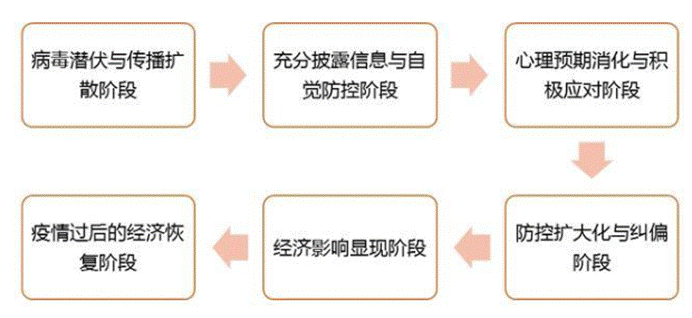 病毒潜伏与传播扩
散阶段
充分披露信息与自
觉防控阶段
心理预期消化与积
极应对阶段
防控扩大化与纠偏
阶段
经济影响显现阶段
疫情过后的经济恢
复阶段